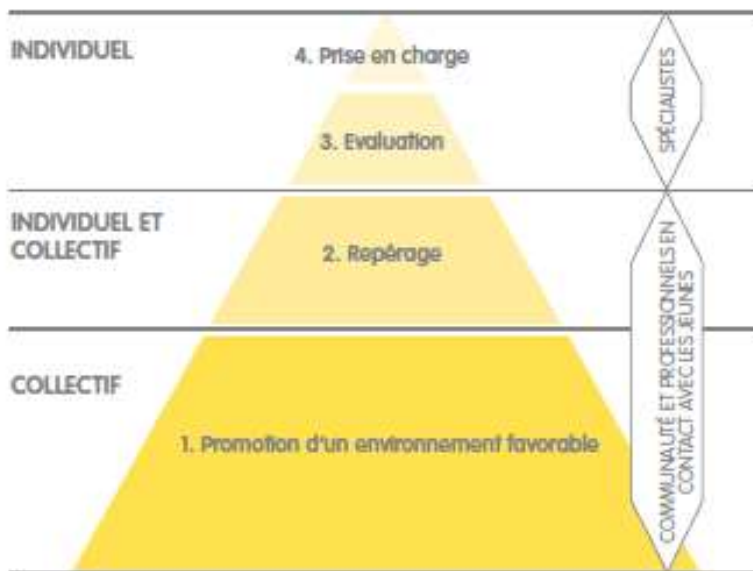 INDIVIDUEL
4. Prise en charge
3. Evaluation
SPÉCIALISTES
INDIVIDUEL ET
COLLECTIF
2. Repérage
COLLECTIF
1. Promotion d'un environnement favorable
COMMUNAUTÉ ET PROFESSIONNELS EN
CONTACT AVEC LES JEUNES